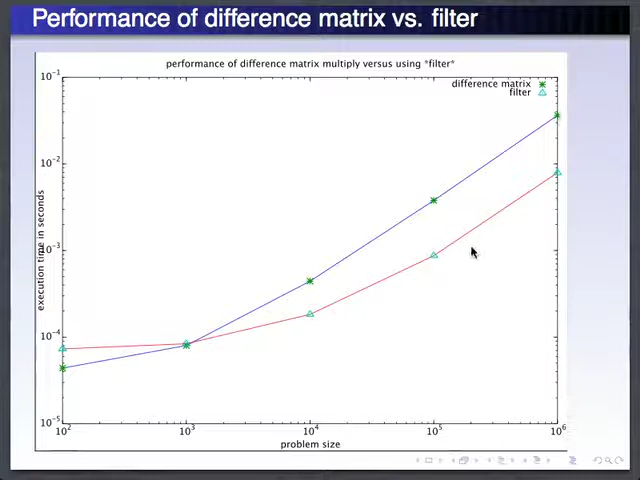 Performance of difference matrix vs. filter
performance of difference matrix multiply versus using *filter*
difference matrix
filter
10^-1
10^-2
10^-3
10^-4
10^-5
execution time in seconds
10^2 10^3 10^4 10^5 10^6
problem size